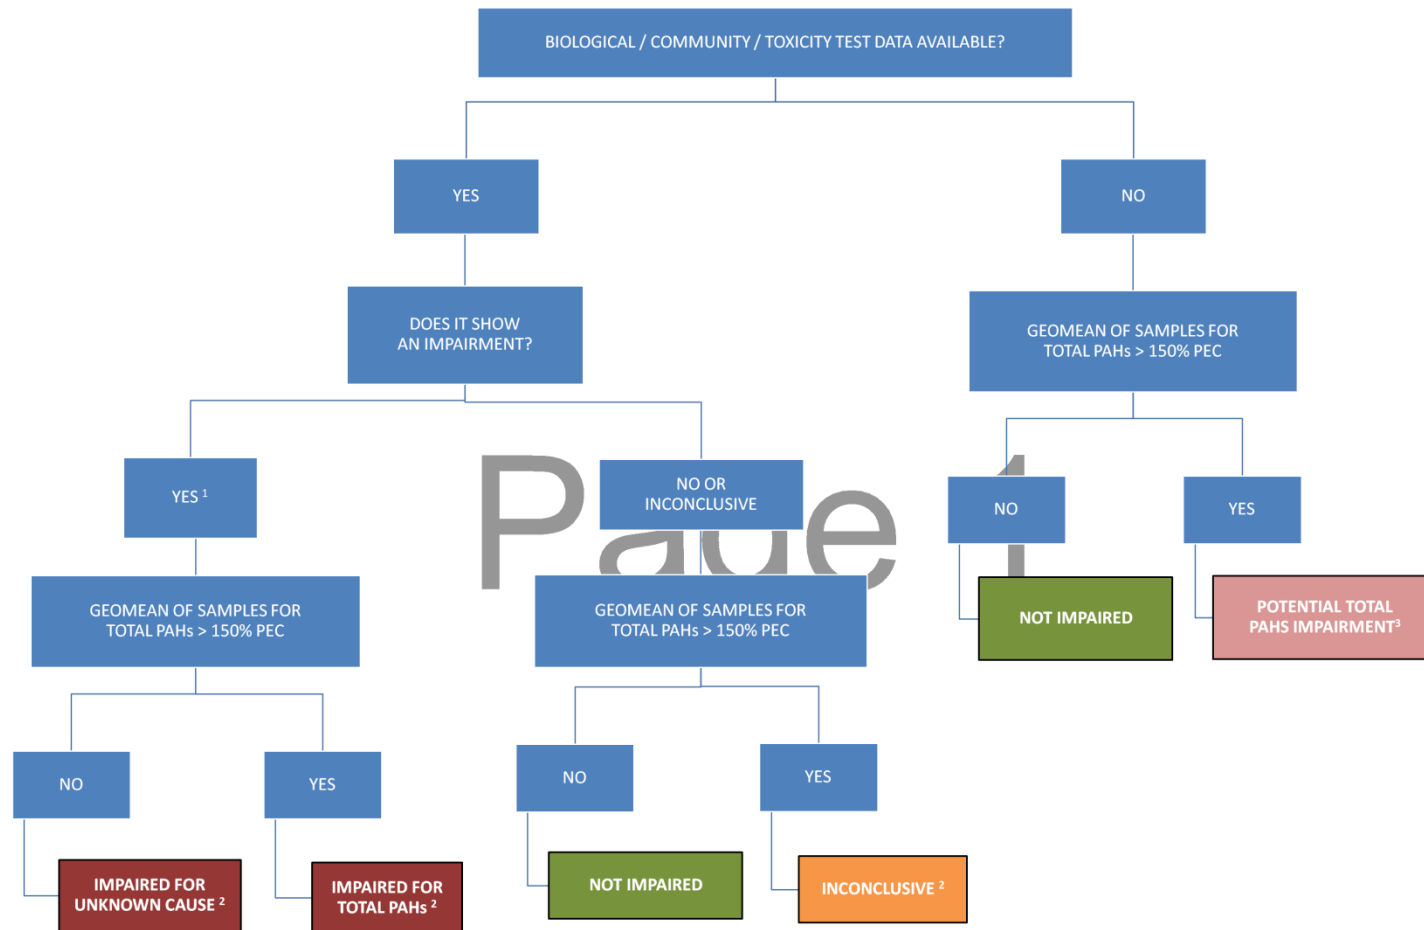 BIOLOGICAL / COMMUNITY / TOXICITY TEST DATA AVAILABLE?
YES
NO
DOES IT SHOW
AN IMPAIRMENT?
GEOMEAN OF SAMPLES FOR
TOTAL PAHs > 150% PEC
YES ¹
NO OR
INCONCLUSIVE
NO
YES
Page 1
GEOMEAN OF SAMPLES FOR
TOTAL PAHs > 150% PEC
GEOMEAN OF SAMPLES FOR
TOTAL PAHs > 150% PEC
NOT IMPAIRED
POTENTIAL TOTAL
PAHS IMPAIRMENT³
NO
YES
NO
YES
IMPAIRED FOR
UNKNOWN CAUSE ²
IMPAIRED FOR
TOTAL PAHs ²
NOT IMPAIRED
INCONCLUSIVE ²